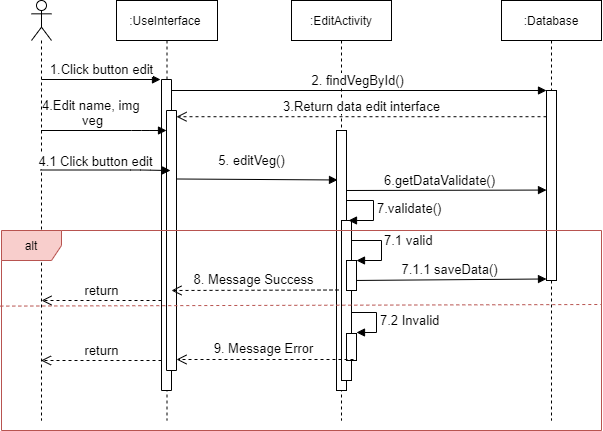 :UseInterface
:EditActivity
:Database
1.Click button edit
2. findVegById()
3.Return data edit interface
4.Edit name, img
veg
4.1 Click button edit
5. editVeg()
6.getDataValidate()
7.validate()
alt
7.1 valid
7.1.1 saveData()
8. Message Success
return
7.2 Invalid
9. Message Error
return